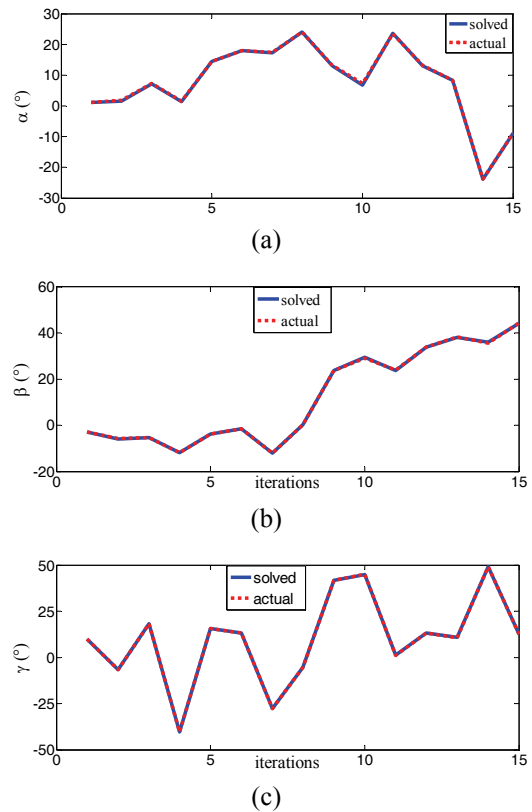 30
20
10
0
-10
-20
-30
α (°)
solved
actual
0 5 10 15
(a)
60
40
20
0
-20
β (°)
solved
actual
0 5 10 15
iterations
(b)
50
25
0
-25
-50
γ (°)
solved
actual
0 5 10 15
iterations
(c)